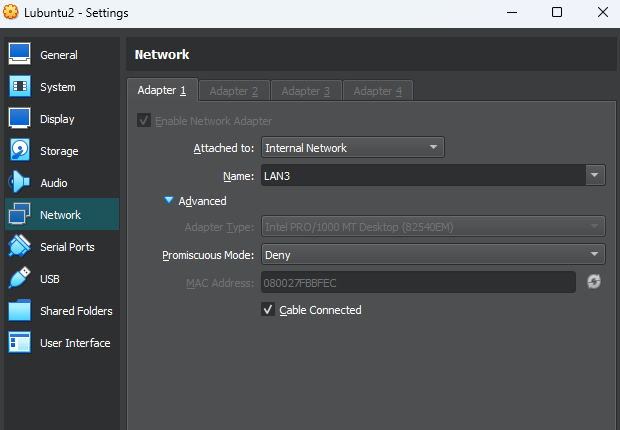 Lubuntu2 - Settings
General
System
Display
Storage
Audio
Network
Serial Ports
USB
Shared Folders
User Interface
Network
Adapter 1 Adapter 2 Adapter 3 Adapter 4
Enable Network Adapter
Attached to: Internal Network
Name: LAN3
Advanced
Adapter Type: Intel PRO/1000 MT Desktop (82540EM)
Promiscuous Mode: Deny
MAC Address: 080027FBBFEC
Cable Connected